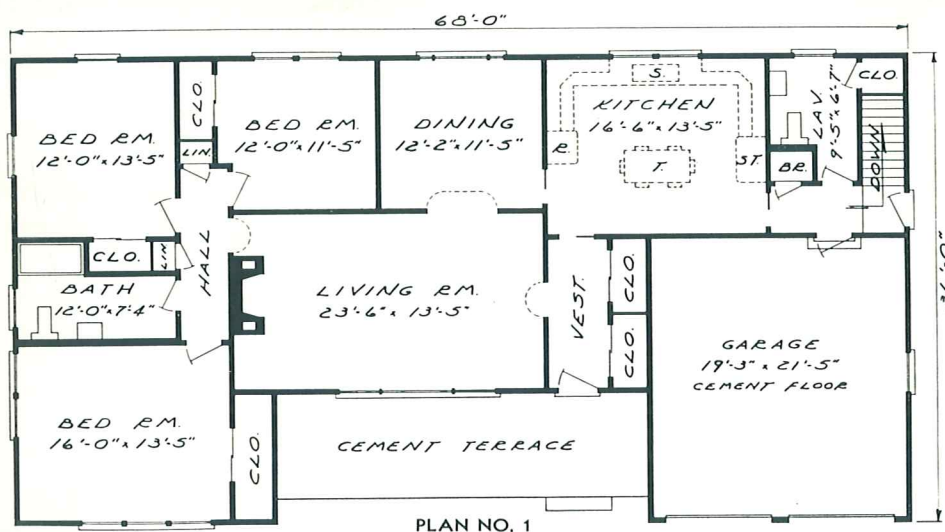 68'-0"
BED RM.
12'-0" x 13'-5"
CLO.
LIN.
BED RM.
12'-0" x 11'-5"
DINING
12'-2" x 11'-5"
S.
KITCHEN
16'-6" x 13'-5"
R.
T.
ST.
LAV.
9'-5" x 6'-7"
CLO.
BR.
DOWN
CLO.
LIN
HALL
BATH
12'-0" x 7'-4"
LIVING RM.
23'-6" x 13'-5"
VEST.
CLO.
CLO.
GARAGE
19'-3" x 21'-5"
CEMENT FLOOR
BED RM.
16'-0" x 13'-5"
CLO.
CEMENT TERRACE
PLAN NO. 1